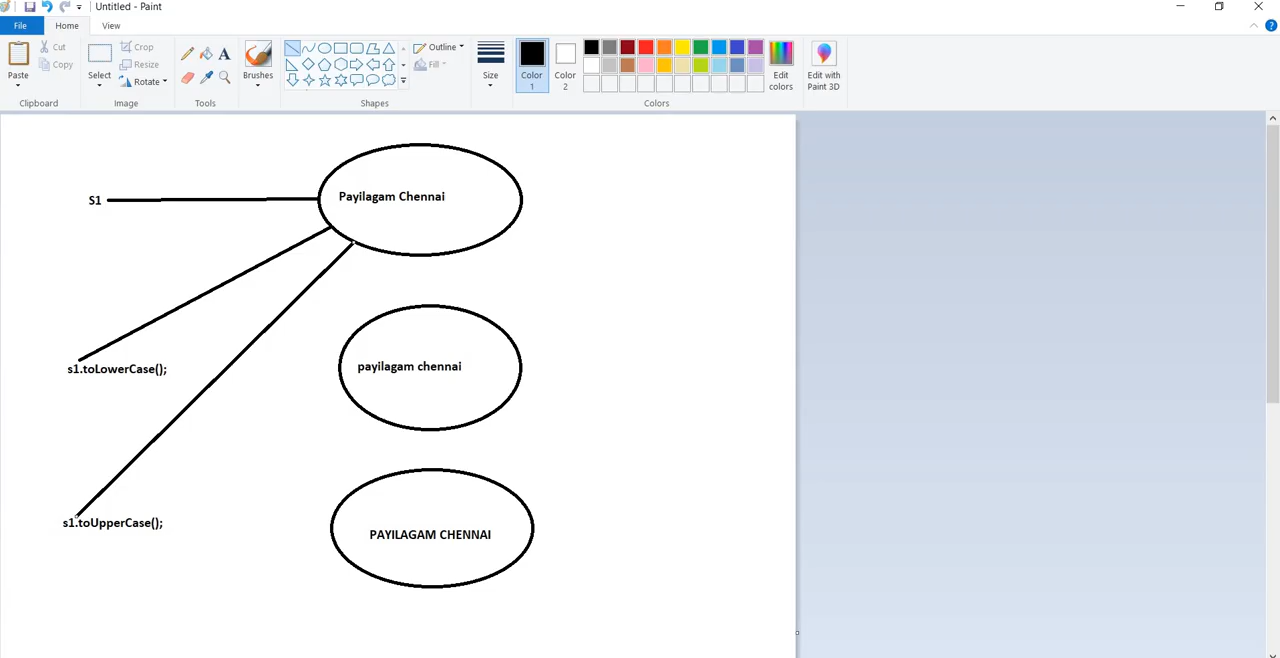 Untitled - Paint
File
Home
View
Paste
Cut
Copy
Clipboard
Select
Crop
Resize
Rotate
Image
A
Tools
Brushes
Outline
Fill
Shapes
Size
Color 1
Color 2
Edit colors
Colors
Edit with Paint 3D
?
S1
Payilagam Chennai
s1.toLowerCase();
payilagam chennai
s1.toUpperCase();
PAYILAGAM CHENNAI